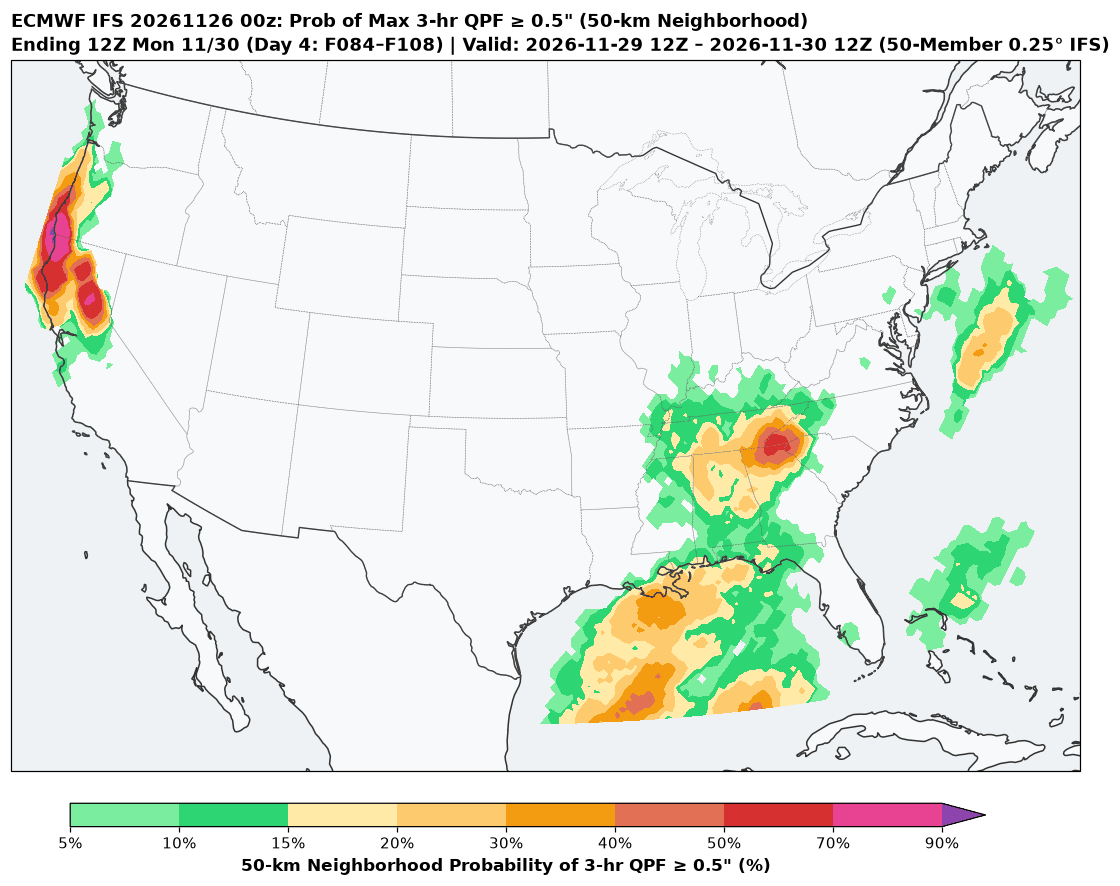 ECMWF IFS 20261126 00z: Prob of Max 3-hr QPF ≥ 0.5" (50-km Neighborhood)
Ending 12Z Mon 11/30 (Day 4: F084–F108) | Valid: 2026-11-29 12Z – 2026-11-30 12Z (50-Member 0.25° IFS)
5% 10% 15% 20% 30% 40% 50% 70% 90%
50-km Neighborhood Probability of 3-hr QPF ≥ 0.5" (%)